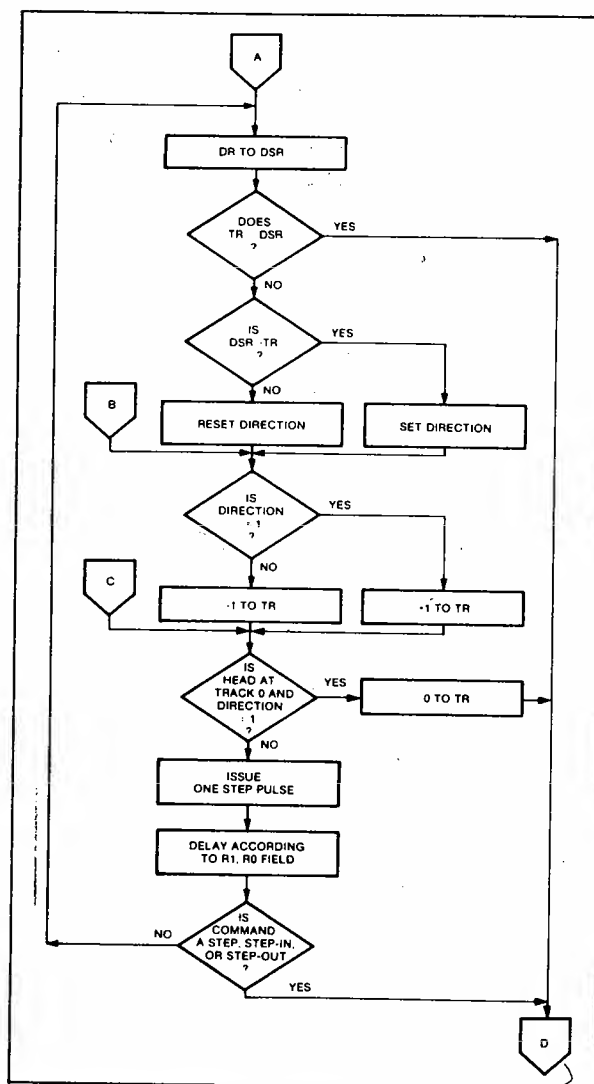 A
DR TO DSR
DOES
TR DSR
?
YES
NO
IS
DSR TR
?
YES
NO
B
RESET DIRECTION
SET DIRECTION
IS
DIRECTION
1
?
YES
NO
C
-1 TO TR
-1 TO TR
IS
HEAD AT
TRACK 0 AND
DIRECTION
1
?
YES
0 TO TR
NO
ISSUE
ONE STEP PULSE
DELAY ACCORDING
TO R1, R0 FIELD
IS
COMMAND
A STEP, STEP-IN,
OR STEP-OUT
?
NO
YES
D